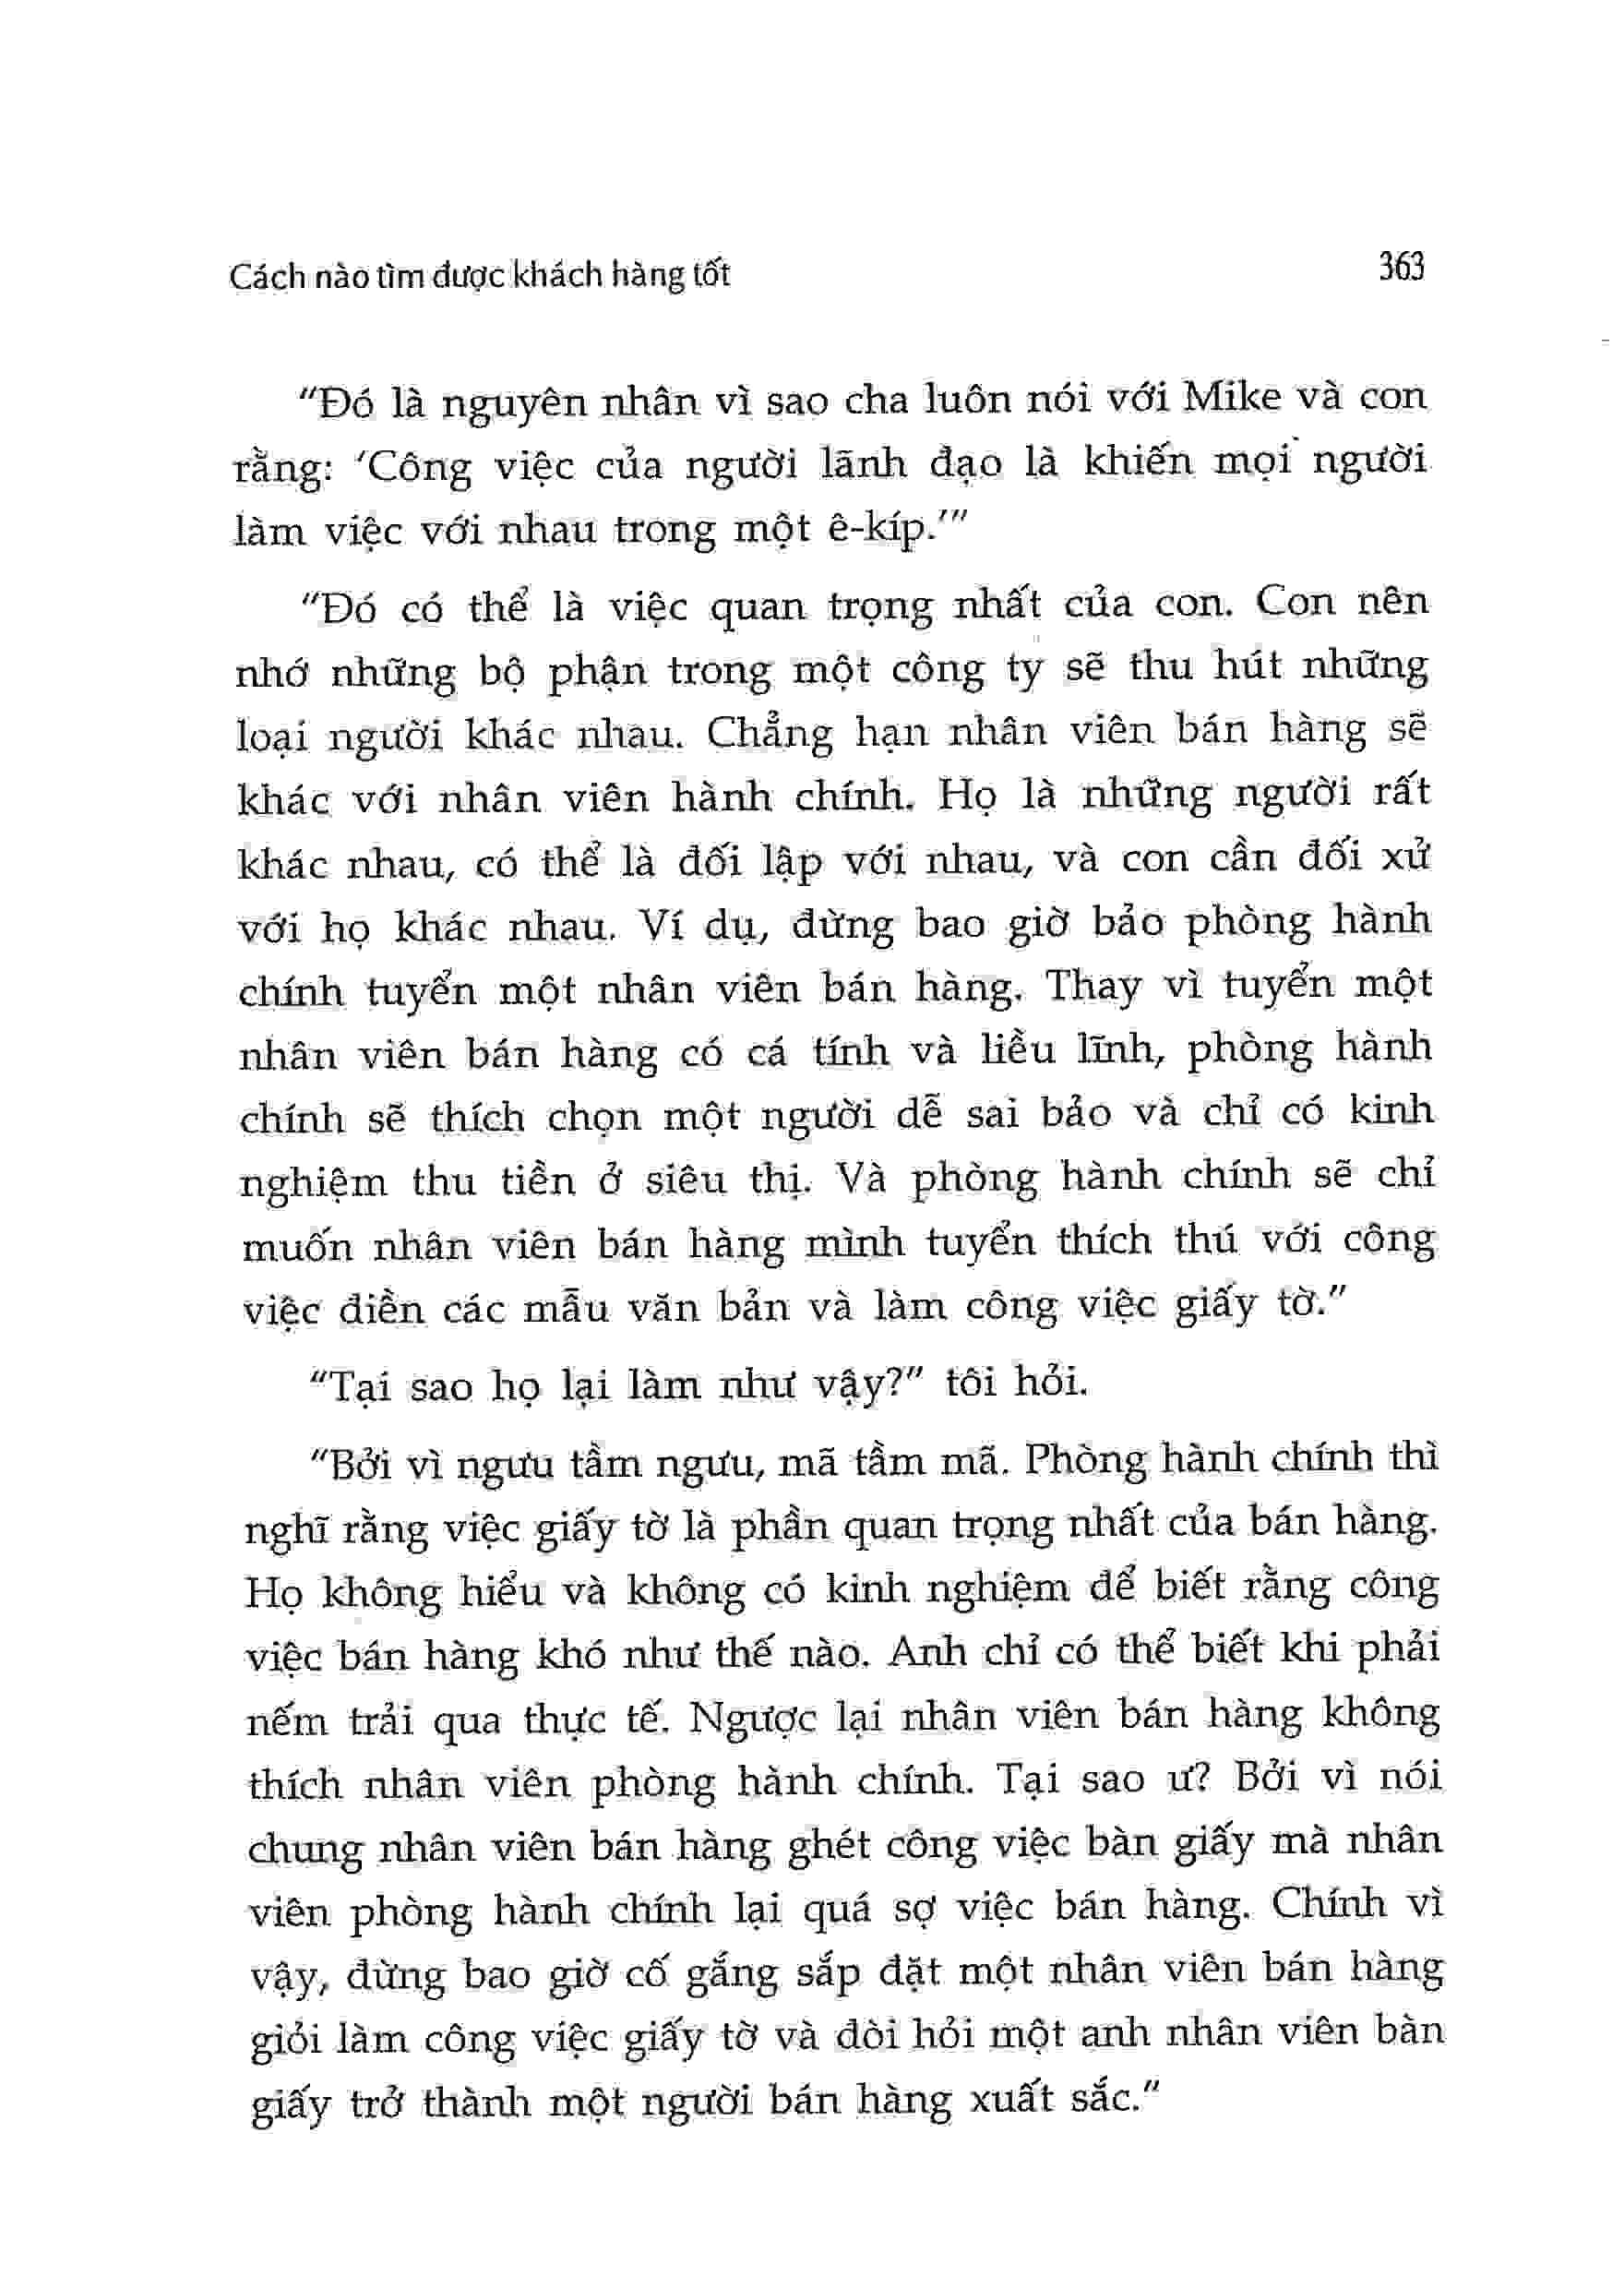 Cách nào tìm được khách hàng tốt
363
“Đó là nguyên nhân vì sao cha luôn nói với Mike và con
rằng: ‘Công việc của người lãnh đạo là khiến mọi người
làm việc với nhau trong một ê-kíp.’”
“Đó có thể là việc quan trọng nhất của con. Con nên
nhớ những bộ phận trong một công ty sẽ thu hút những
loại người khác nhau. Chẳng hạn nhân viên bán hàng sẽ
khác với nhân viên hành chính. Họ là những người rất
khác nhau, có thể là đối lập với nhau, và con cần đối xử
với họ khác nhau. Ví dụ, đừng bao giờ bảo phòng hành
chính tuyển một nhân viên bán hàng. Thay vì tuyển một
nhân viên bán hàng có cá tính và liều lĩnh, phòng hành
chính sẽ thích chọn một người dễ sai bảo và chỉ có kinh
nghiệm thu tiền ở siêu thị. Và phòng hành chính sẽ chỉ
muốn nhân viên bán hàng mình tuyển thích thú với công
việc điền các mẫu văn bản và làm công việc giấy tờ.”
“Tại sao họ lại làm như vậy?” tôi hỏi.
“Bởi vì ngưu tầm ngưu, mã tầm mã. Phòng hành chính thì
nghĩ rằng việc giấy tờ là phần quan trọng nhất của bán hàng.
Họ không hiểu và không có kinh nghiệm để biết rằng công
việc bán hàng khó như thế nào. Anh chỉ có thể biết khi phải
nếm trải qua thực tế. Ngược lại nhân viên bán hàng không
thích nhân viên phòng hành chính. Tại sao ư? Bởi vì nói
chung nhân viên bán hàng ghét công việc bàn giấy mà nhân
viên phòng hành chính lại quá sợ việc bán hàng. Chính vì
vậy, đừng bao giờ cố gắng sắp đặt một nhân viên bán hàng
giỏi làm công việc giấy tờ và đòi hỏi một anh nhân viên bàn
giấy trở thành một người bán hàng xuất sắc.”